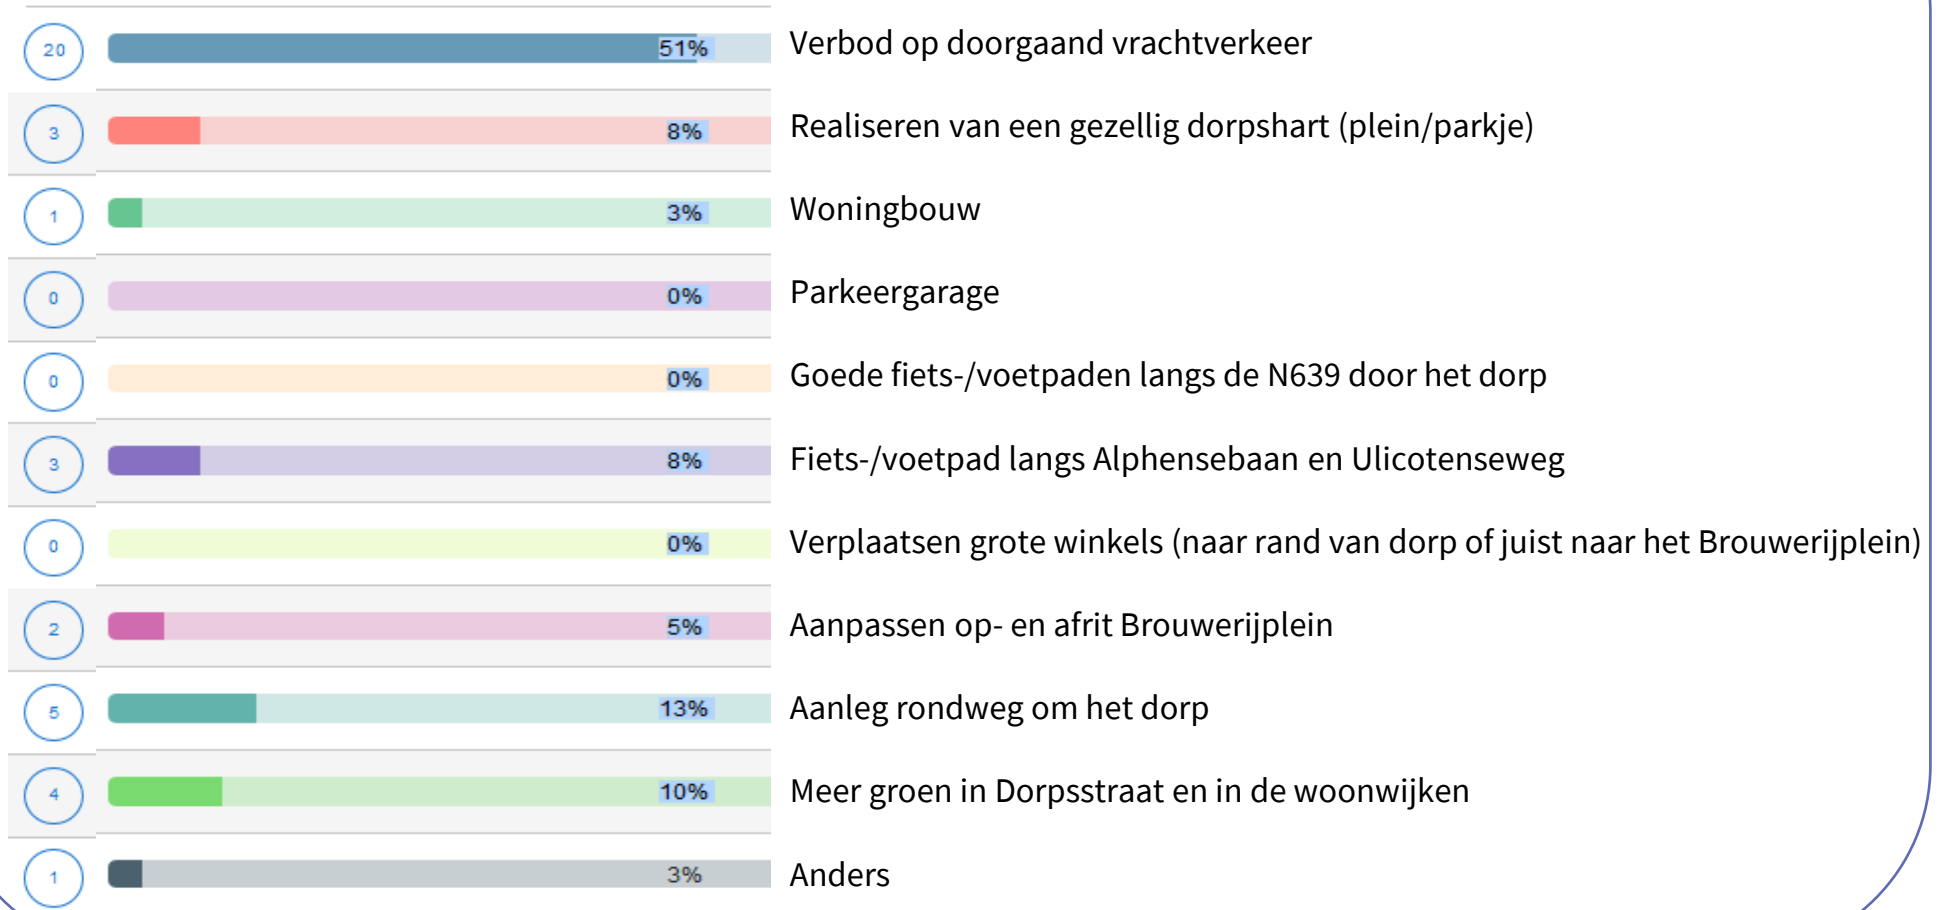 20 51% Verbod op doorgaand vrachtverkeer
3 8% Realiseren van een gezellig dorpshart (plein/parkje)
1 3% Woningbouw
0 0% Parkeergarage
0 0% Goede fiets-/voetpaden langs de N639 door het dorp
3 8% Fiets-/voetpad langs Alphensebaan en Ulicotenseweg
0 0% Verplaatsen grote winkels (naar rand van dorp of juist naar het Brouwerijplein)
2 5% Aanpassen op- en afrit Brouwerijplein
5 13% Aanleg rondweg om het dorp
4 10% Meer groen in Dorpsstraat en in de woonwijken
1 3% Anders